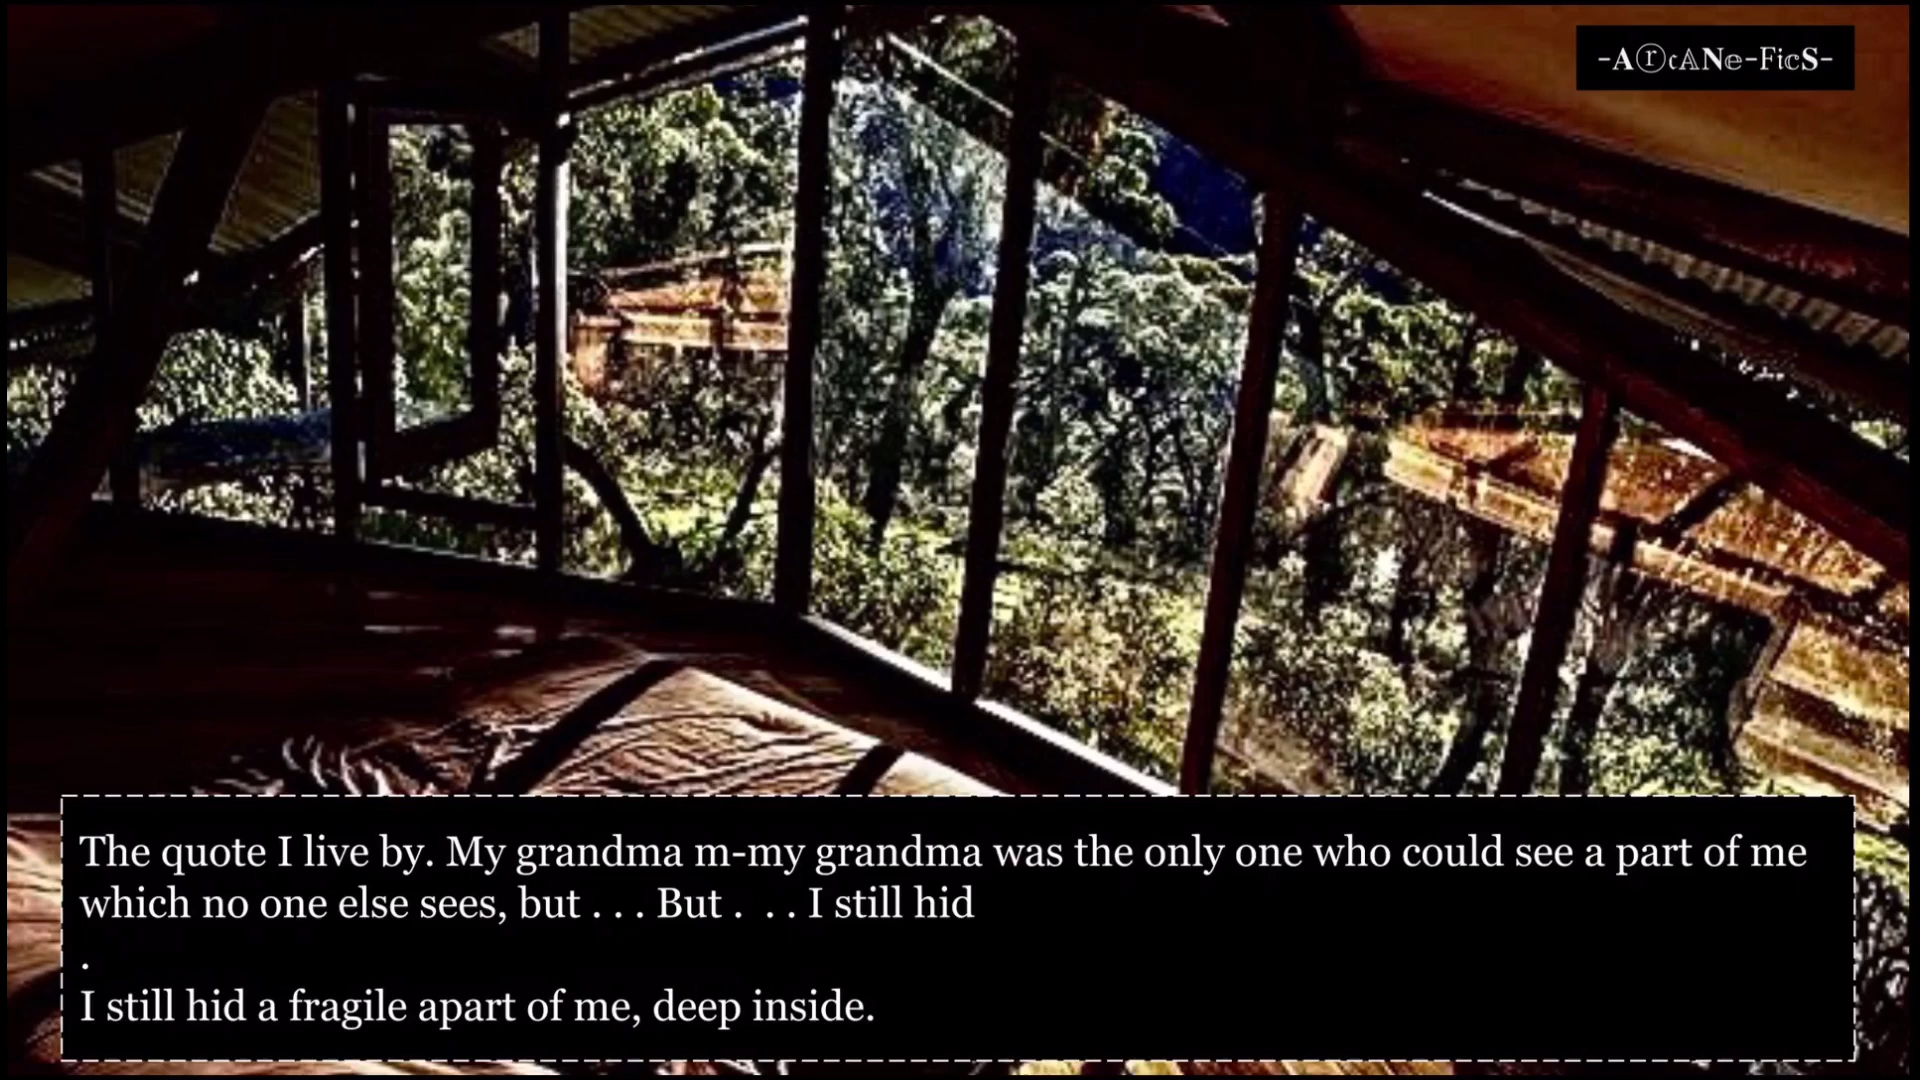 -AⓡcANe-FicS-
The quote I live by. My grandma m-my grandma was the only one who could see a part of me
which no one else sees, but . . . But .  . . I still hid
.
I still hid a fragile apart of me, deep inside.